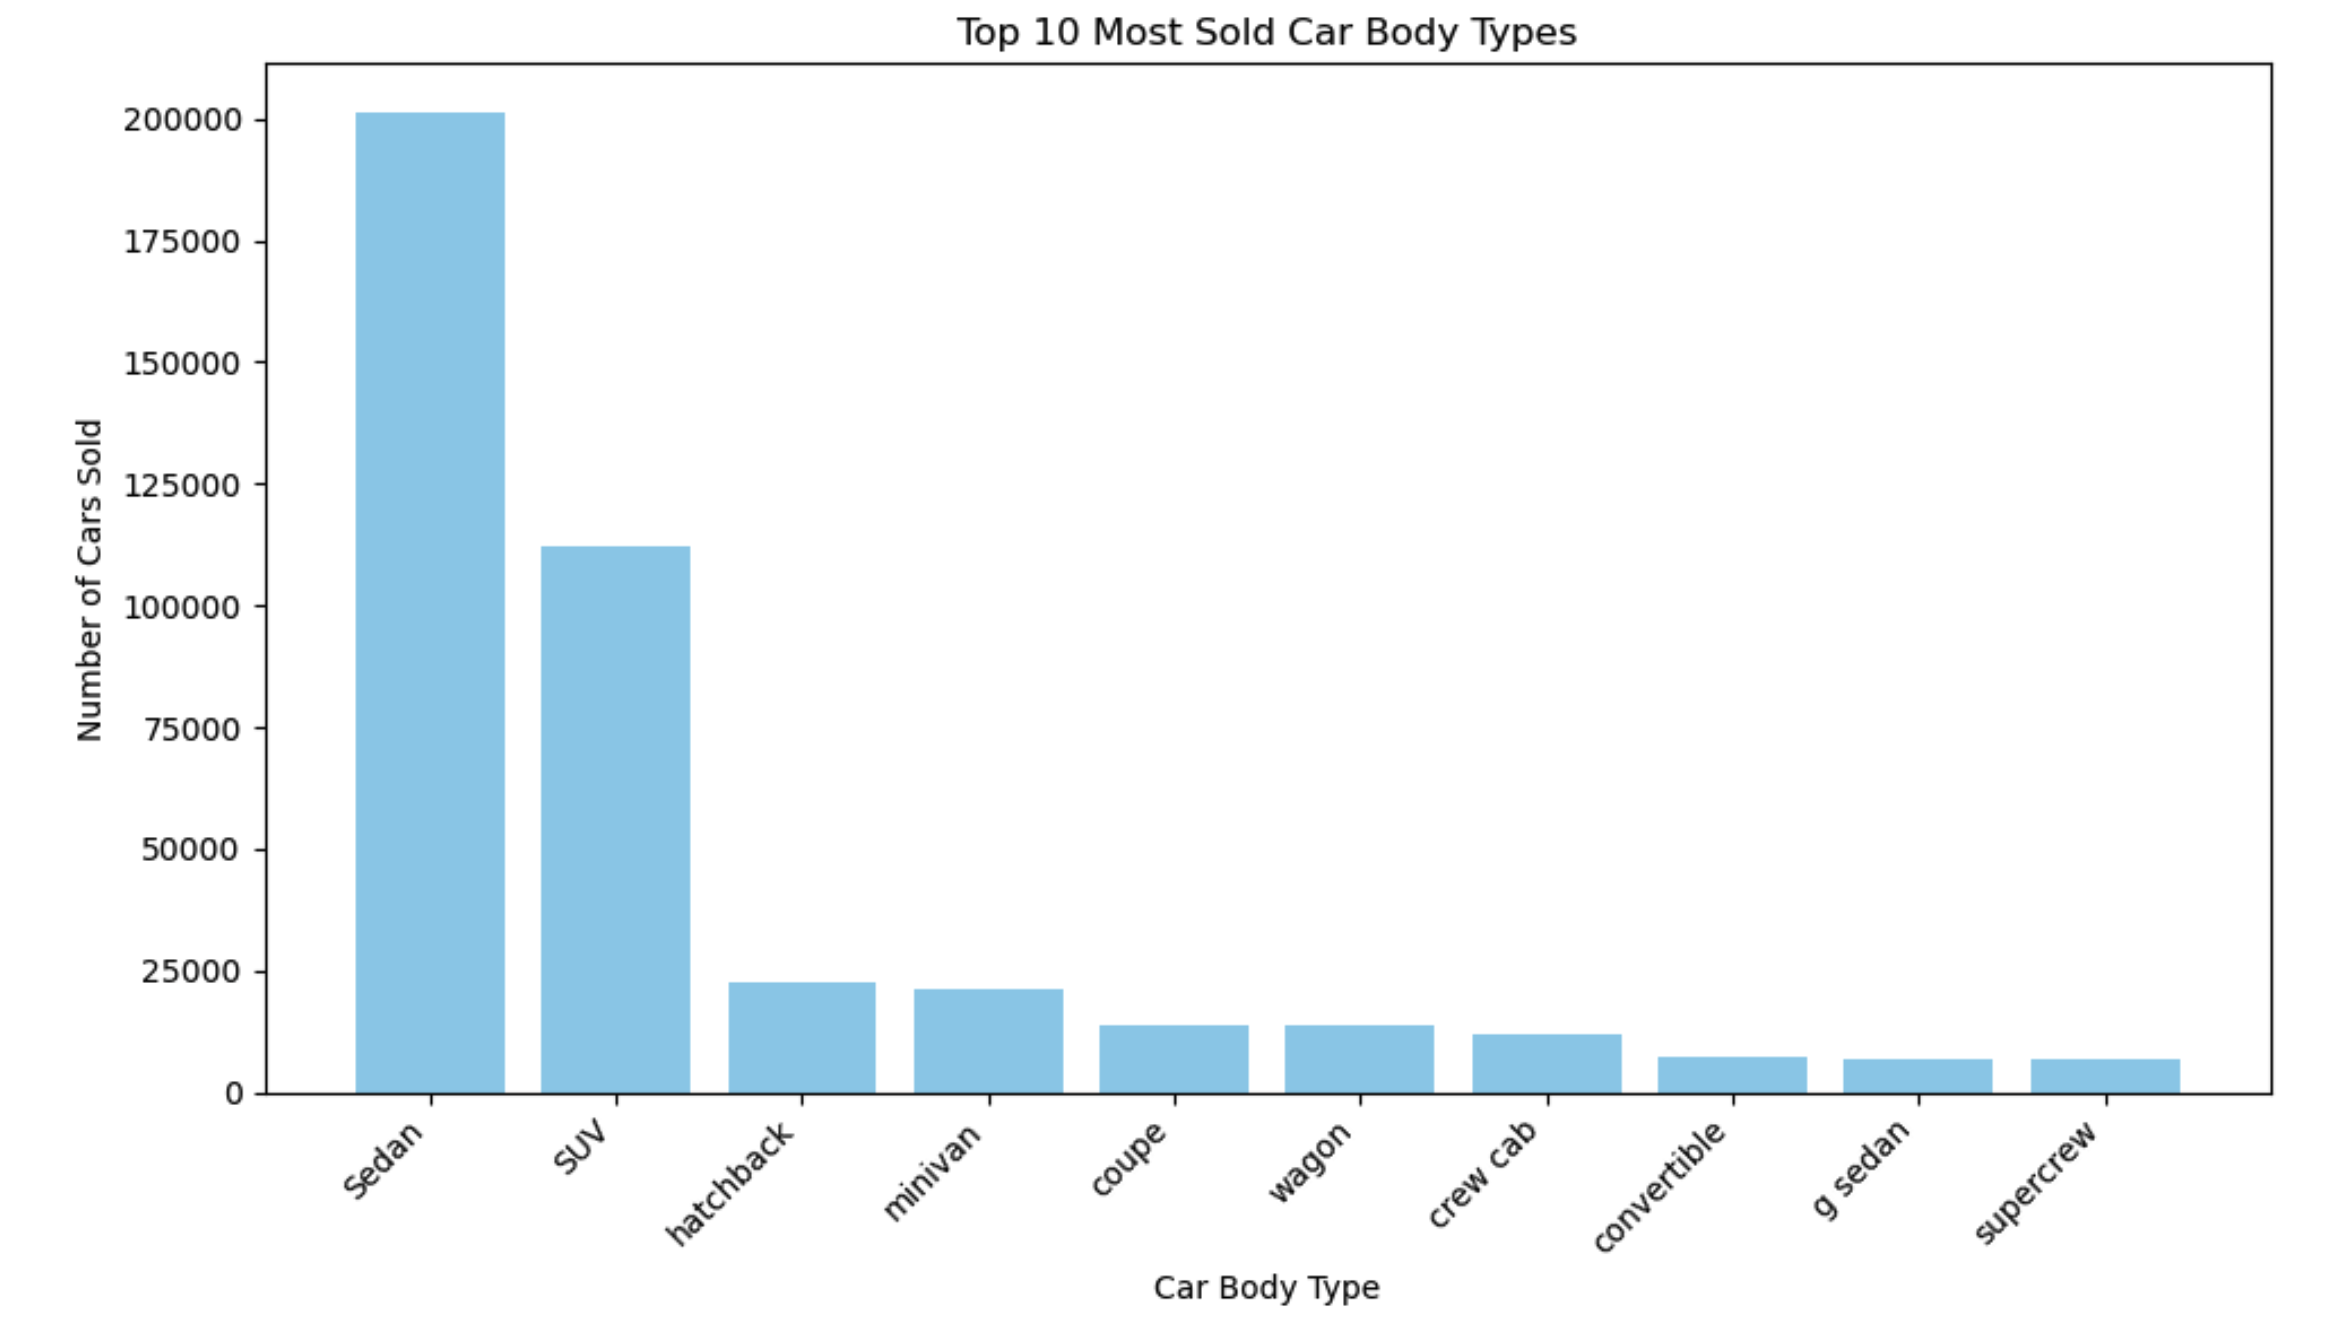 Top 10 Most Sold Car Body Types
Number of Cars Sold
200000
175000
150000
125000
100000
75000
50000
25000
0
Sedan
SUV
hatchback
minivan
coupe
wagon
crew cab
convertible
g sedan
supercrew
Car Body Type